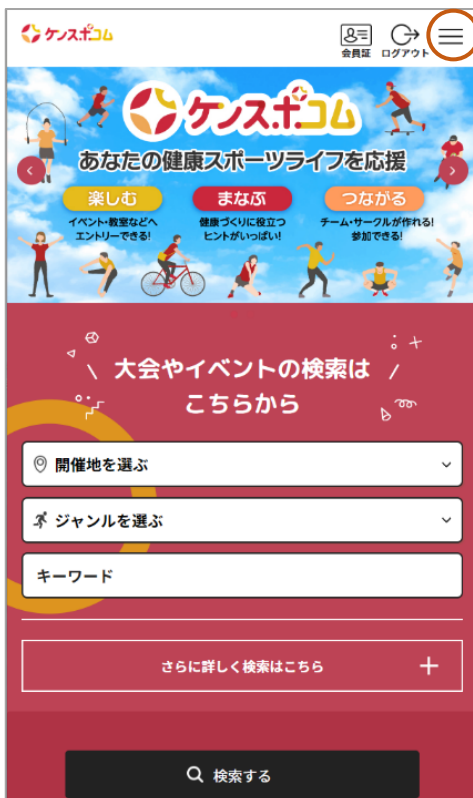 ケンスポコム
会員証 ログアウト
ケンスポコム
あなたの健康スポーツライフを応援
楽しむ まなぶ つながる
イベント・教室などへ 健康づくりに役立つ チーム・サークルが作れる!
エントリーできる! ヒントがいっぱい! 参加できる!
大会やイベントの検索は
こちらから
開催地を選ぶ
ジャンルを選ぶ
キーワード
さらに詳しく検索はこちら
検索する